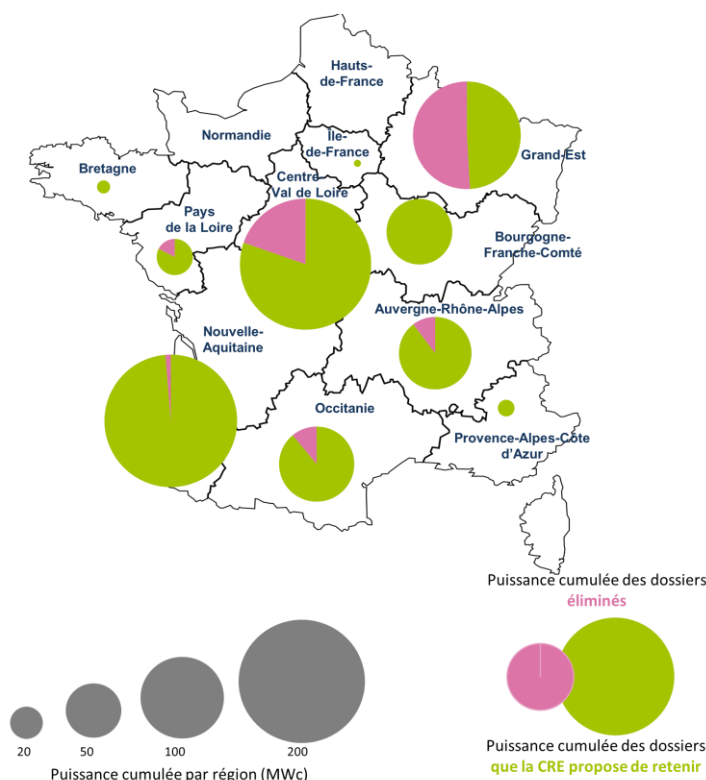 Hauts-
de-France
Normandie
Île-
de-France
Grand-Est
Bretagne
Centre
Val de Loire
Pays
de la Loire
Bourgogne-
Franche-Comté
Auvergne-Rhône-Alpes
Nouvelle-
Aquitaine
Occitanie
Provence-Alpes-Côte
d'Azur
Puissance cumulée des dossiers
éliminés
20 50 100 200
Puissance cumulée par région (MWc)
Puissance cumulée des dossiers
que la CRE propose de retenir